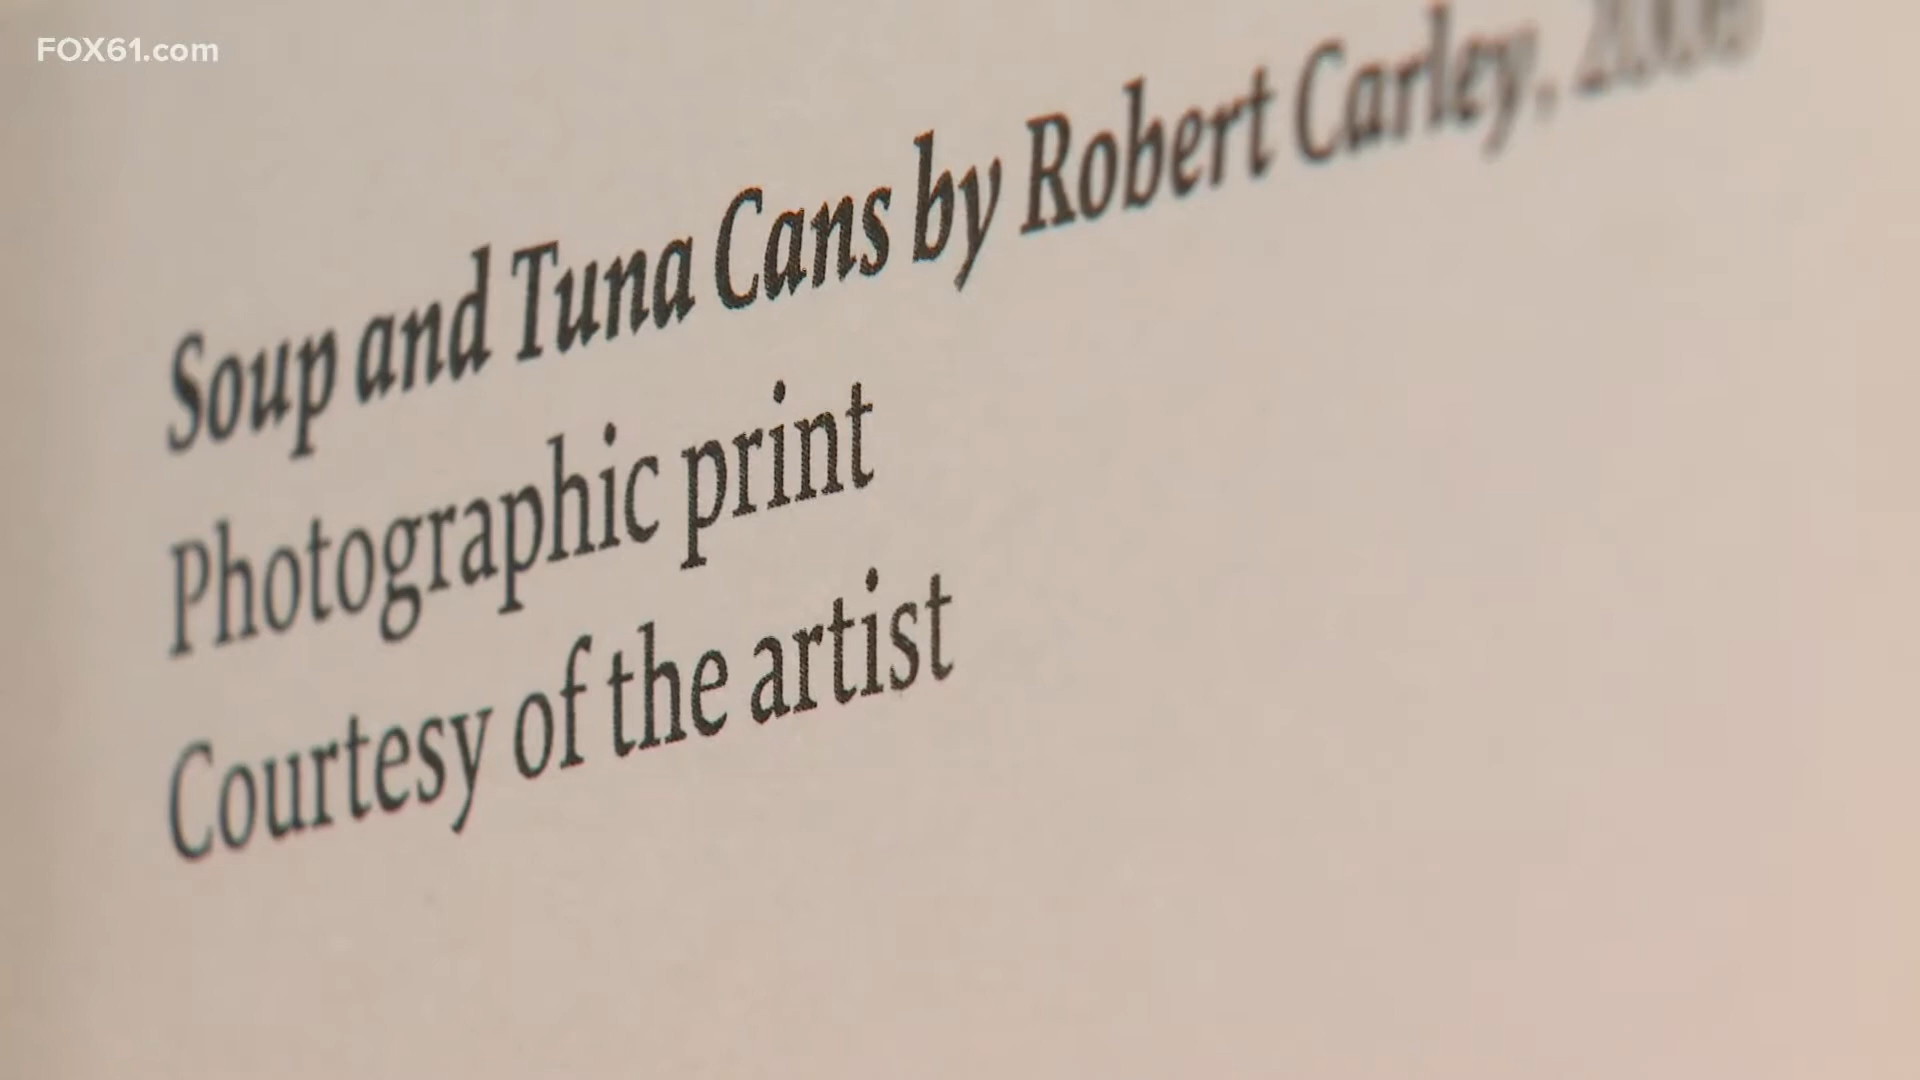 FOX61.com
Soup and Tuna Cans by Robert Carley,
Photographic print
Courtesy of the artist